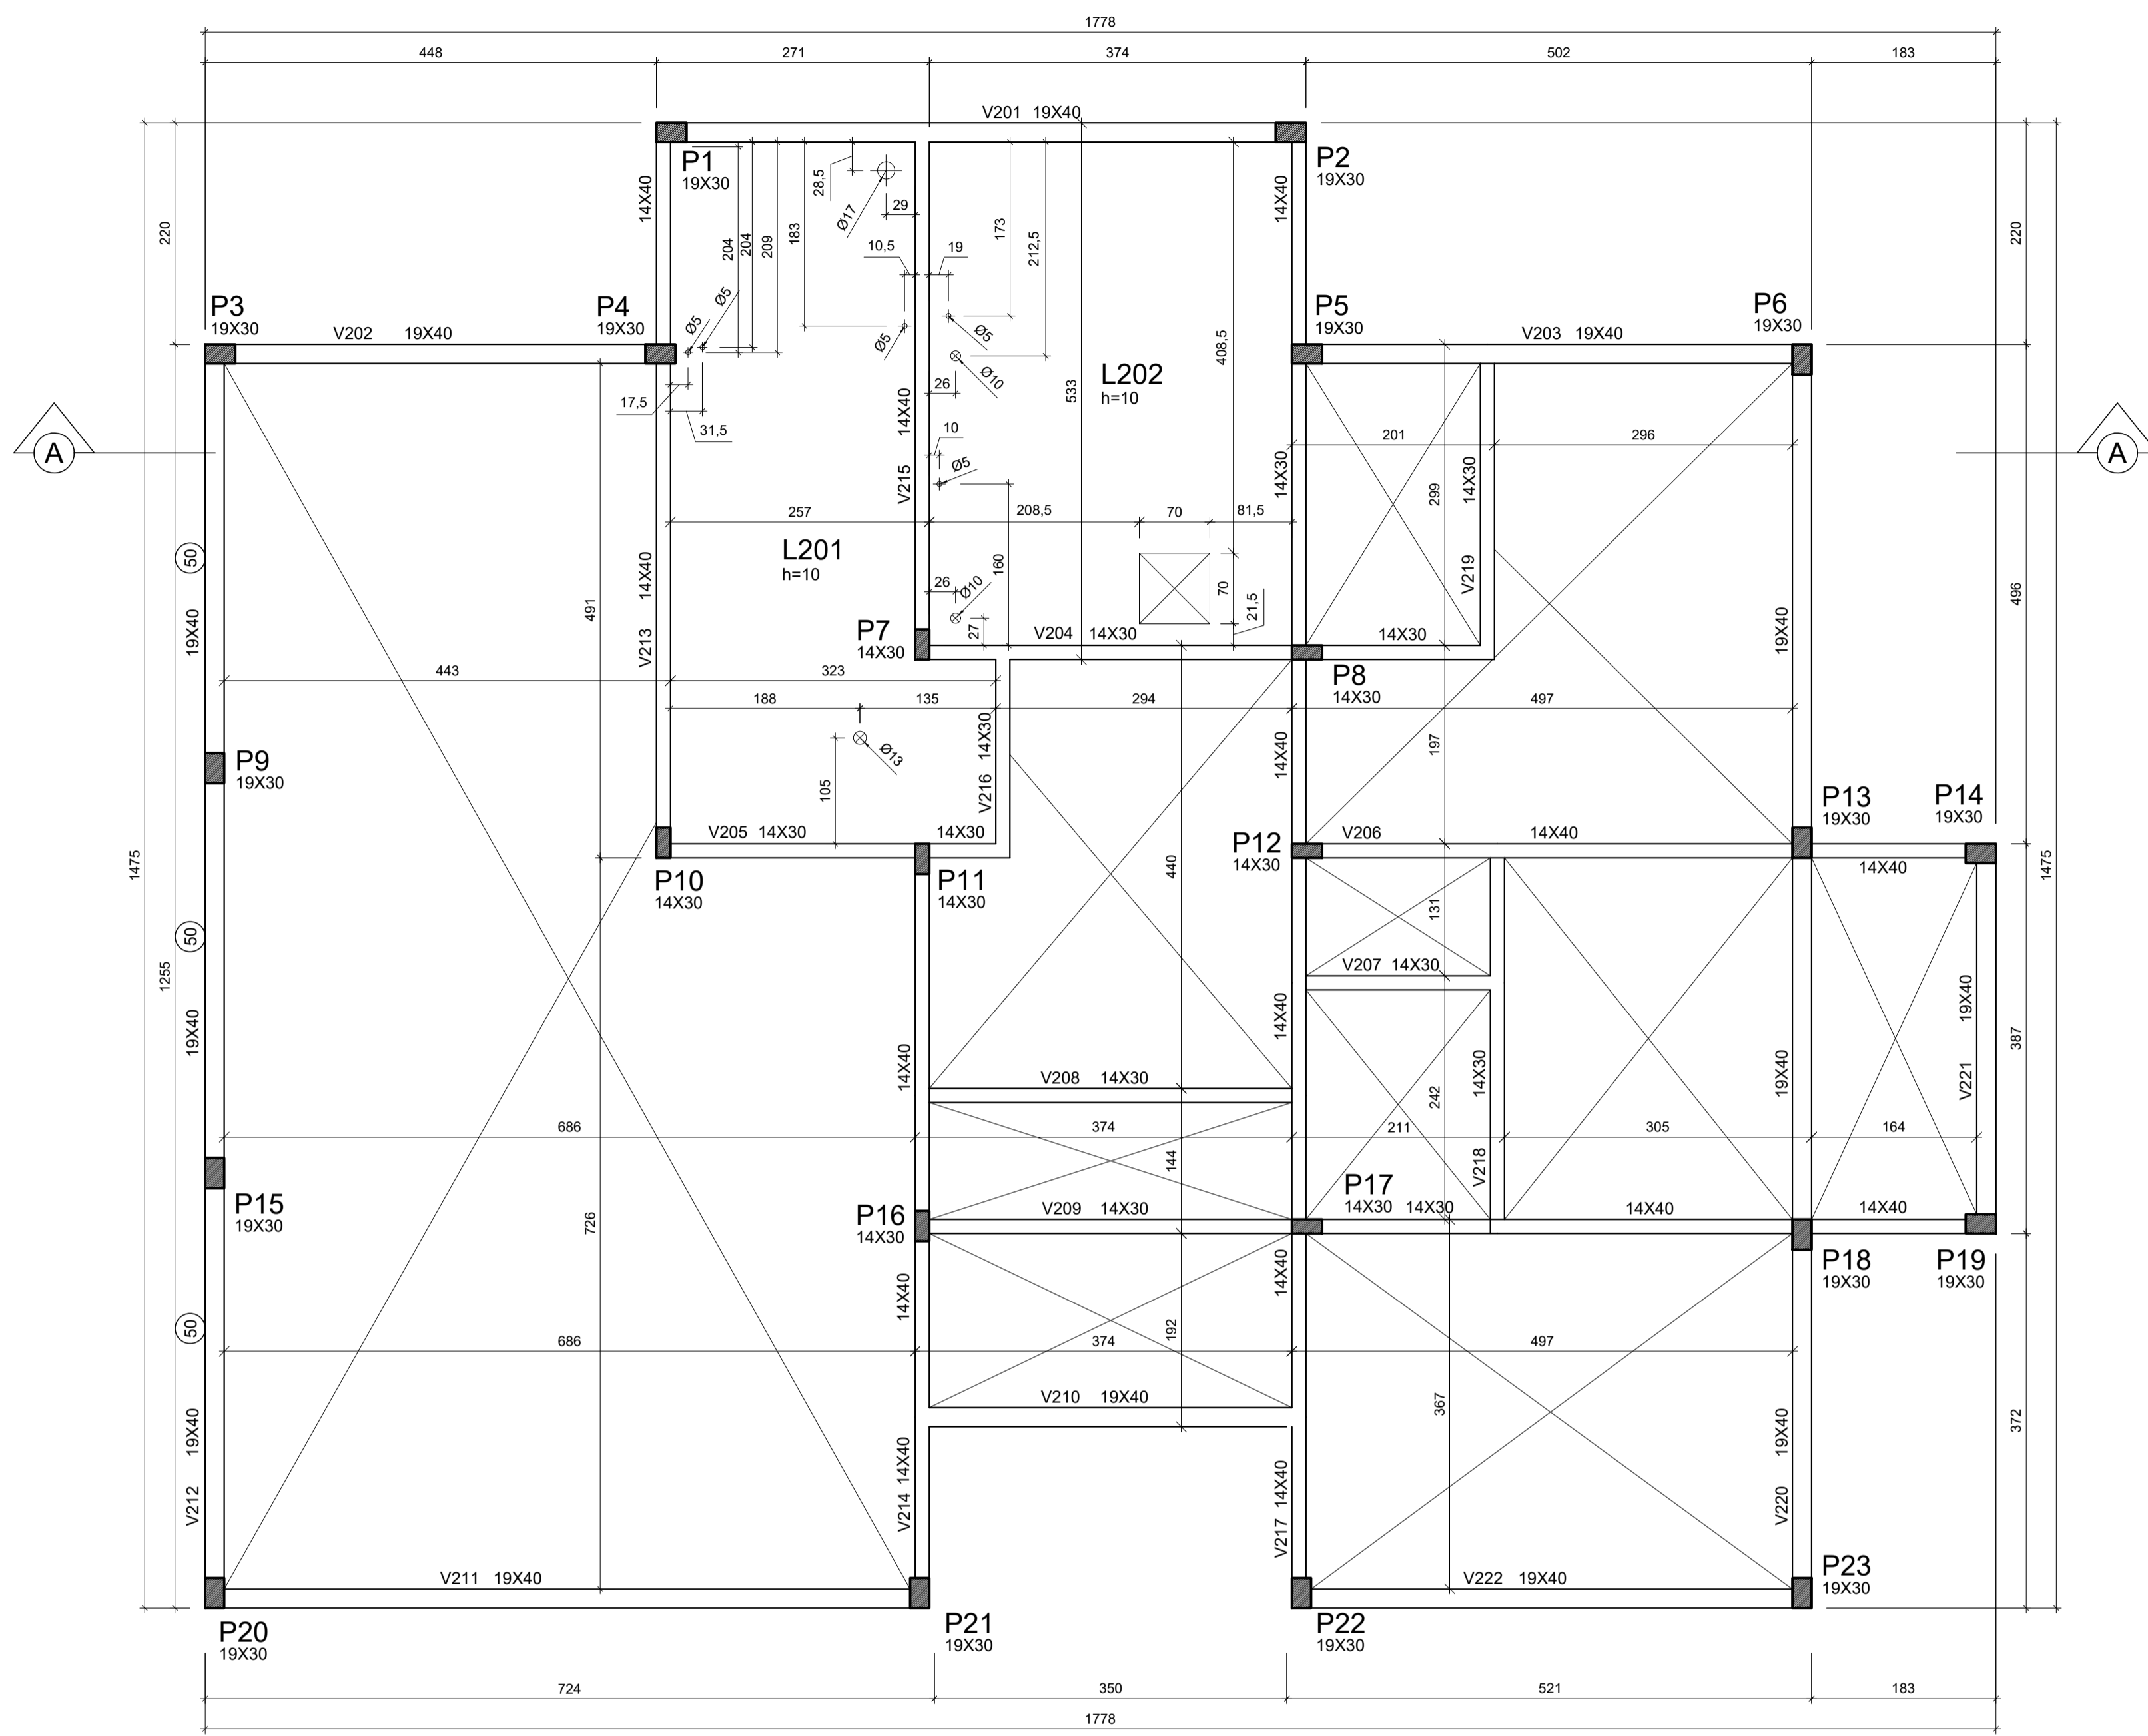 1778
448 271 374 502 183
V201 19X40
P1
19X30
P2
19X30
14X40
14X40
28,5
Ø17
29
220
220
204
204
209
183
173
212,5
10,5
19
Ø5
Ø5
Ø5
Ø5
P3
19X30
V202 19X40
P4
19X30
P5
19X30
V203 19X40
P6
19X30
408,5
533
L202
h=10
Ø10
26
17,5
31,5
14X40
V215
10
Ø5
A
A
201
296
14X30
299
14X30
257
208,5
70
81,5
L201
h=10
50
19X40
491
14X40
V213
160
26
Ø10
27
70
21,5
V219
496
19X40
P7
14X30
V204 14X30
14X30
P8
14X30
443
323
188
135
294
497
14X30
V216
14X40
197
Ø13
105
P9
19X30
V205 14X30
14X30
P12
14X30
V206
14X40
P13
19X30
P14
19X30
14X40
1475
1475
P10
14X30
P11
14X30
440
131
50
1255
19X40
V207 14X30
14X40
14X40
19X40
19X40
V221
387
V208 14X30
14X30
242
V218
686
374
211
305
164
144
P15
19X30
P16
14X30
V209 14X30
P17
14X30
14X30
14X40
14X40
P18
19X30
P19
19X30
726
14X40
14X40
50
686
374
497
192
V210 19X40
367
372
19X40
V212
14X40
V214
14X40
V217
19X40
V220
V211 19X40
V222 19X40
P23
19X30
P20
19X30
P21
19X30
P22
19X30
724 350 521 183
1778